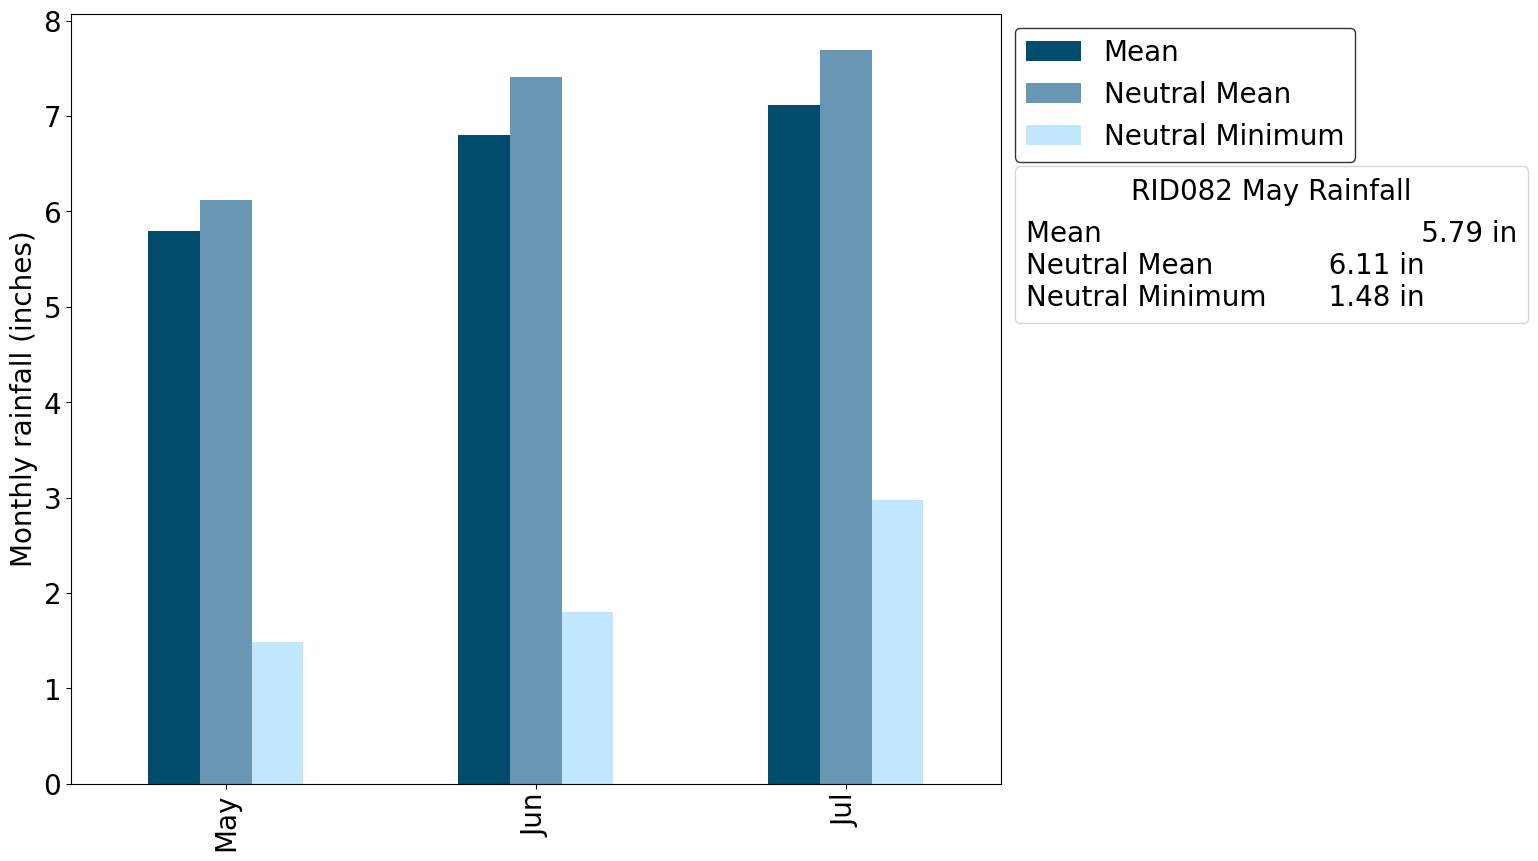 8
7
6
5
4
3
2
1
0
Monthly rainfall (inches)
May
Jun
Jul
Mean
Neutral Mean
Neutral Minimum
RID082 May Rainfall
Mean 5.79 in
Neutral Mean 6.11 in
Neutral Minimum 1.48 in